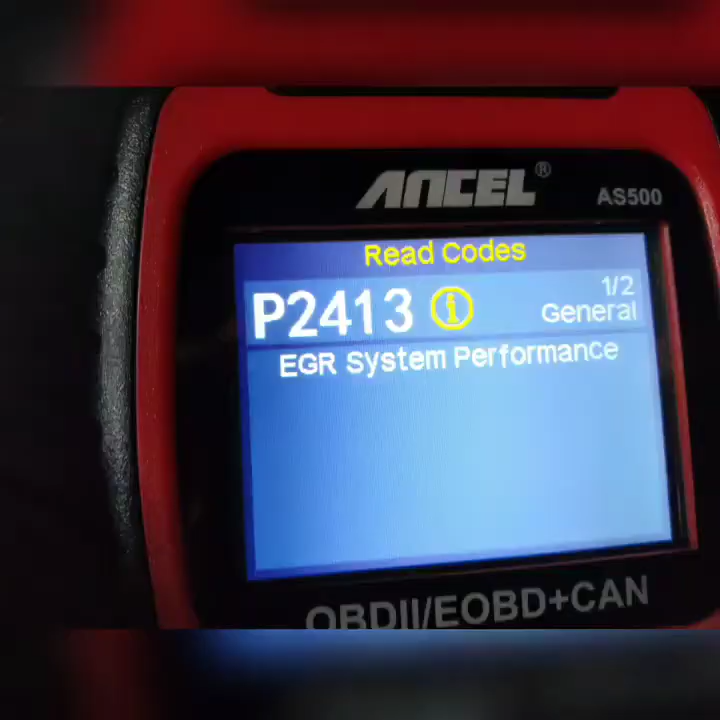 ANCEL®
AS500
Read Codes
P2413 i 1/2
General
EGR System Performance
OBDII/EOBD+CAN